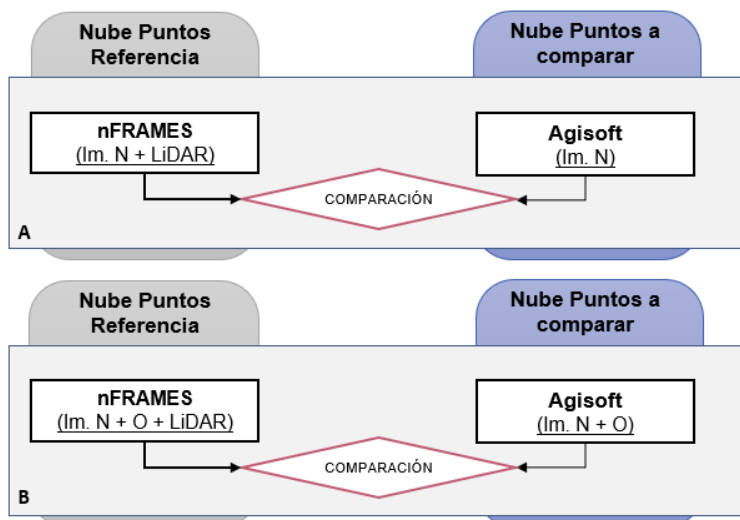 Nube Puntos
Referencia
Nube Puntos a
comparar
nFRAMES
(Im. N + LiDAR)
Agisoft
(Im. N)
COMPARACIÓN
A
Nube Puntos
Referencia
Nube Puntos a
comparar
nFRAMES
(Im. N + O + LiDAR)
Agisoft
(Im. N + O)
COMPARACIÓN
B